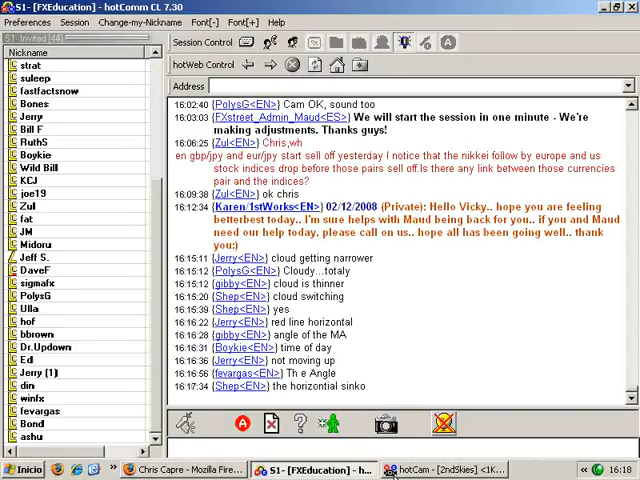 S1- [FXEducation] - hotComm CL 7.30
Preferences Session Change-my-Nickname Font[-] Font[+] Help
S1- Invited [44]
Nickname
strat
suleep
fastfactsnow
Bones
Jerry
Bill F
RuthS
Boykie
Wild Bill
KCJ
joe19
Zul
fat
JM
Midoru
Jeff S.
DaveF
sigmafx
PolysG
Ulla
hof
bbrown
Dr.Updown
Ed
Jerry (1)
din
winfx
fevargas
Bond
ashu
Session Control
hotWeb Control
Address
16:02:40 {PolysG<EN>} Cam OK, sound too
16:03:03 {FXstreet_Admin_Maud<ES>} We will start the session in one minute - We're
making adjustments. Thanks guys!
16:06:25 {Zul<EN>} Chris,wh
en gbp/jpy and eur/jpy start sell off yesterday I notice that the nikkei follow by europe and us
stock indices drop before those pairs sell off.Is there any link between those currencies
pair and the indices?
16:09:38 {Zul<EN>} ok chris
16:12:34 {Karen/1stWorks<EN>} 02/12/2008 (Private): Hello Vicky.. hope you are feeling
betterbest today.. I'm sure helps with Maud being back for you.. if you and Maud
need our help today, please call on us.. hope all has been going well.. thank
you:)
16:15:11 {Jerry<EN>} cloud getting narrower
16:15:12 {PolysG<EN>} Cloudy...totaly
16:15:12 {gibby<EN>} cloud is thinner
16:15:20 {Shep<EN>} cloud switching
16:15:39 {Shep<EN>} yes
16:16:22 {Jerry<EN>} red line horizontal
16:16:28 {gibby<EN>} angle of the MA
16:16:31 {Boykie<EN>} time of day
16:16:36 {Jerry<EN>} not moving up
16:16:56 {fevargas<EN>} Th e Angle
16:17:34 {Shep<EN>} the horizontal sinko
Inicio
Chris Capre - Mozilla Firef...
S1- [FXEducation] - h...
hotCam - [2ndSkies] <1K...
16:18